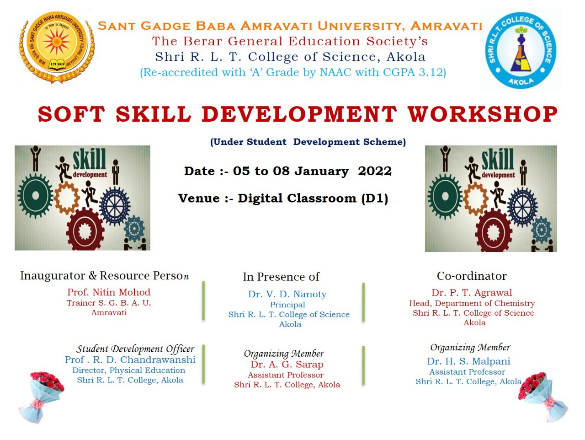 SANT GADGE BABA AMRAVATI UNIVERSITY, AMRAVATI
The Berar General Education Society's
Shri R. L. T. College of Science, Akola
(Re-accredited with 'A' Grade by NAAC with CGPA 3.12)
SHRI R.L.T. COLLEGE OF SCIENCE
AKOLA
SOFT SKILL DEVELOPMENT WORKSHOP
(Under Student Development Scheme)
Date :- 05 to 08 January 2022
Venue :- Digital Classroom (D1)
skill
development
skill
development
Inaugurator & Resource Person
Prof. Nitin Mohod
Trainer S. G. B. A. U.
Amravati
In Presence of
Dr. V. D. Nanoty
Principal
Shri R. L. T. College of Science
Akola
Co-ordinator
Dr. P. T. Agrawal
Head, Department of Chemistry
Shri R. L. T. College of Science
Akola
Student Development Officer
Prof . R. D. Chandrawanshi
Director, Physical Education
Shri R. L. T. College, Akola
Organizing Member
Dr. A. G. Sarap
Assistant Professor
Shri R. L. T. College, Akola
Organizing Member
Dr. H. S. Malpani
Assistant Professor
Shri R. L. T. College, Akola